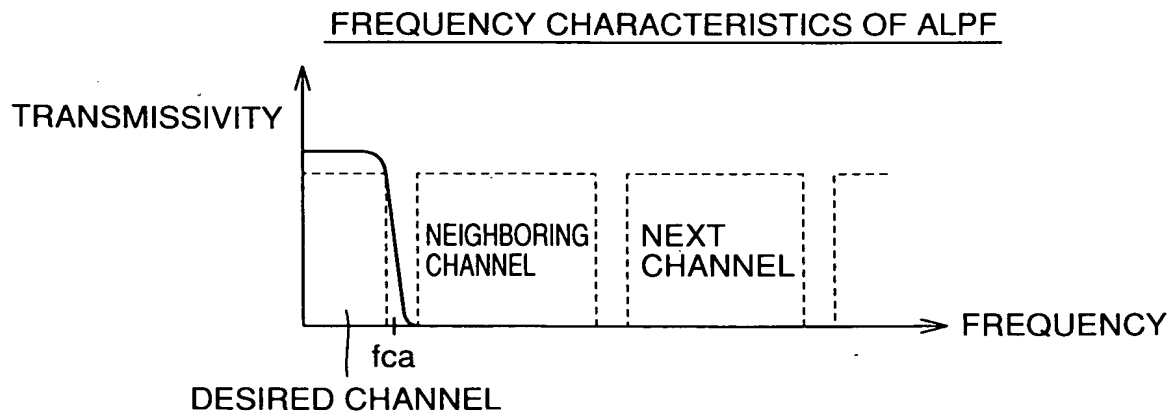 FREQUENCY CHARACTERISTICS OF ALPF
TRANSMISSIVITY
NEIGHBORING
CHANNEL
NEXT
CHANNEL
FREQUENCY
fca
DESIRED CHANNEL